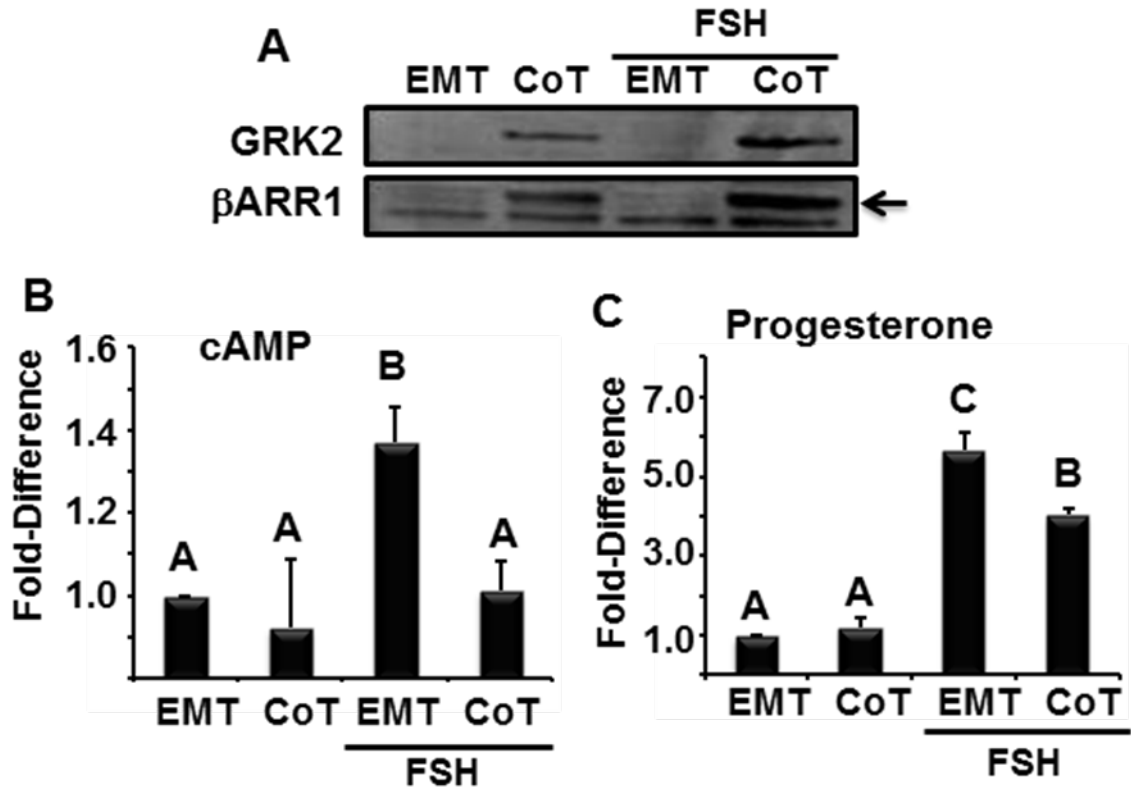 A
FSH
EMT CoT EMT CoT
GRK2
βARR1
B
cAMP
Fold-Difference
1.6
1.4
1.2
1.0
A
A
B
A
EMT CoT EMT CoT
FSH
C
Progesterone
Fold-Difference
7.0
5.0
3.0
1.0
A
A
C
B
EMT CoT EMT CoT
FSH